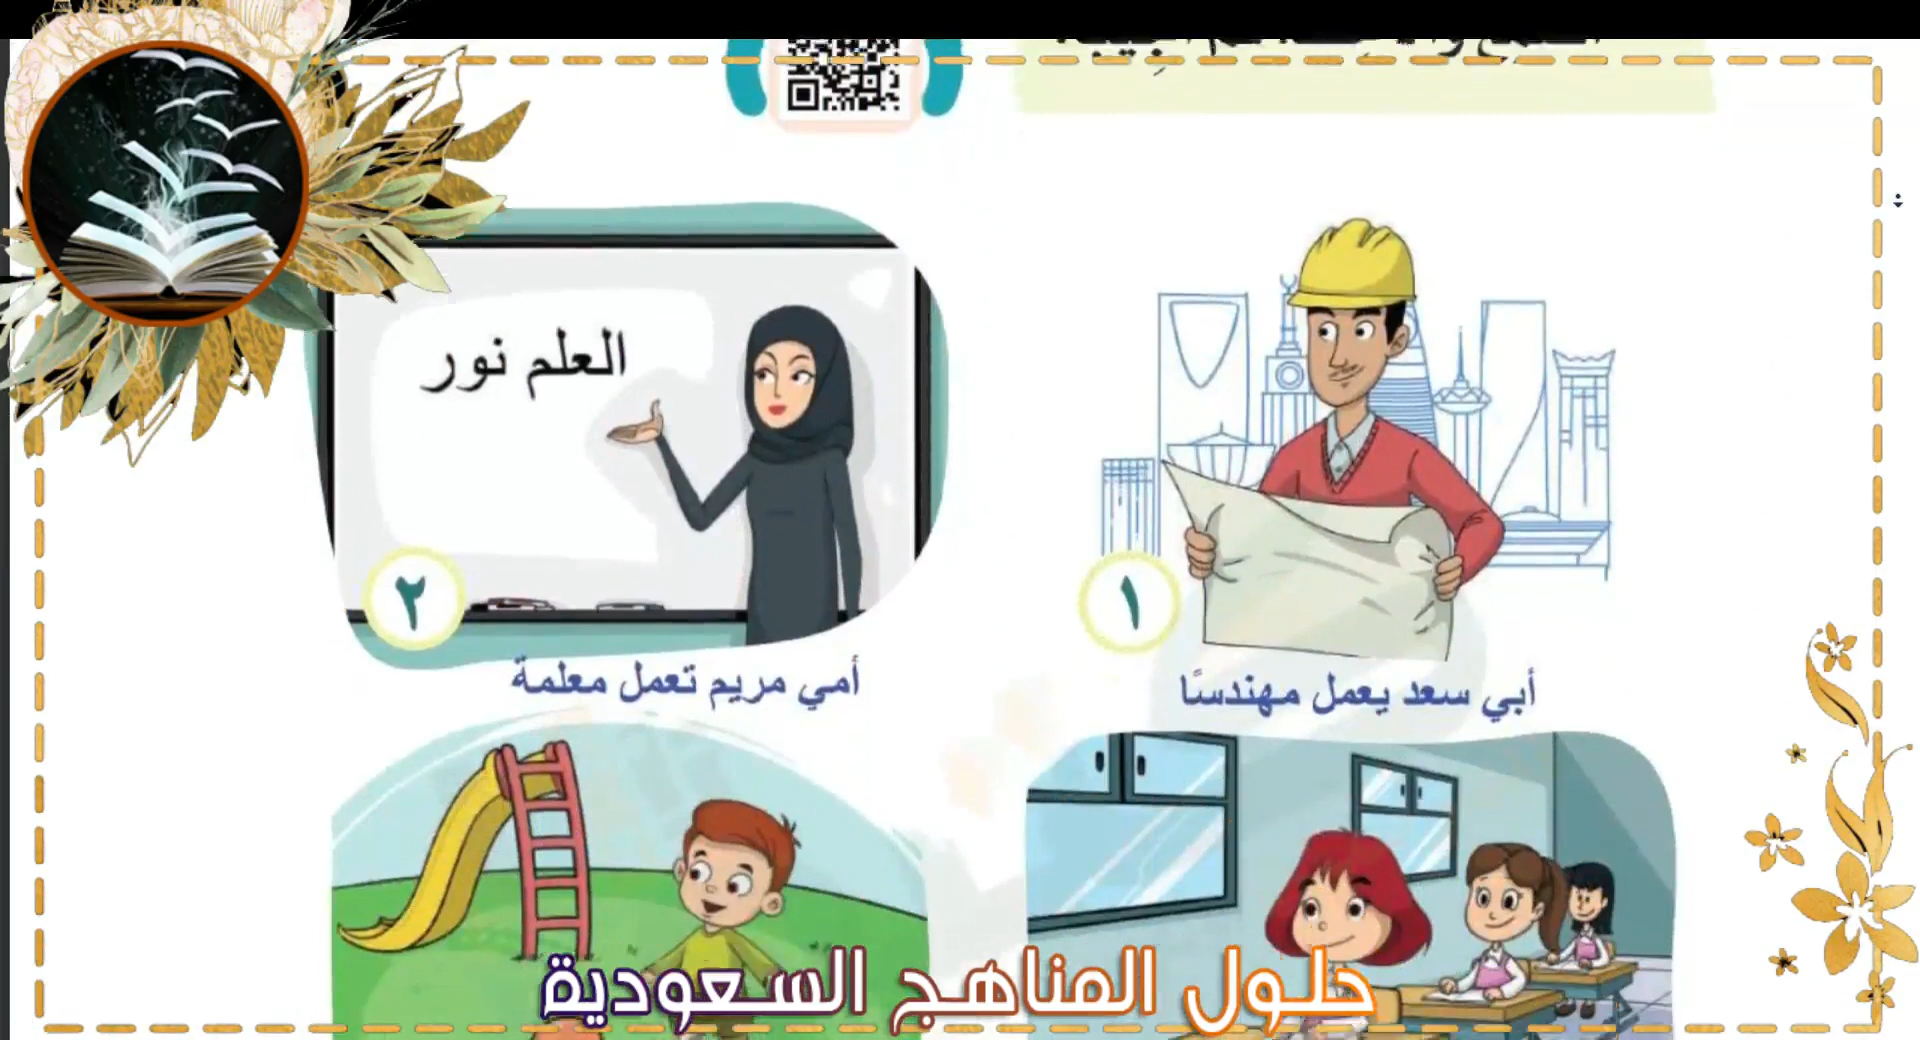 العلم نور
١
٢
أبي سعد يعمل مهندسًا
أمي مريم تعمل معلمة
حلول المناهج السعودية